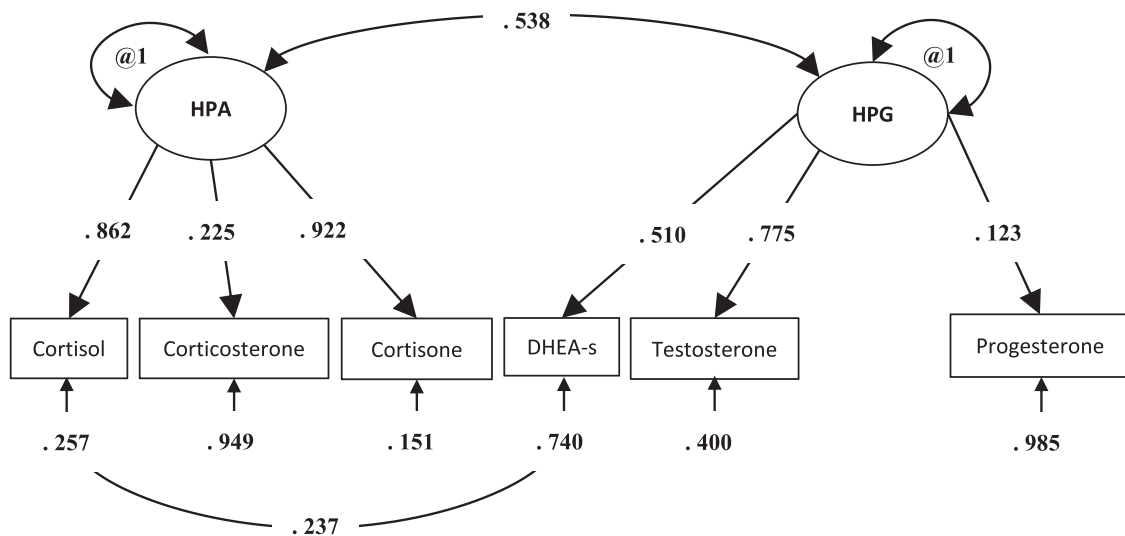 . 538
@1
@1
HPA
HPG
. 862
. 225
. 922
. 510
. 775
. 123
Cortisol
Corticosterone
Cortisone
DHEA-s
Testosterone
Progesterone
. 257
. 949
. 151
. 740
. 400
. 985
. 237